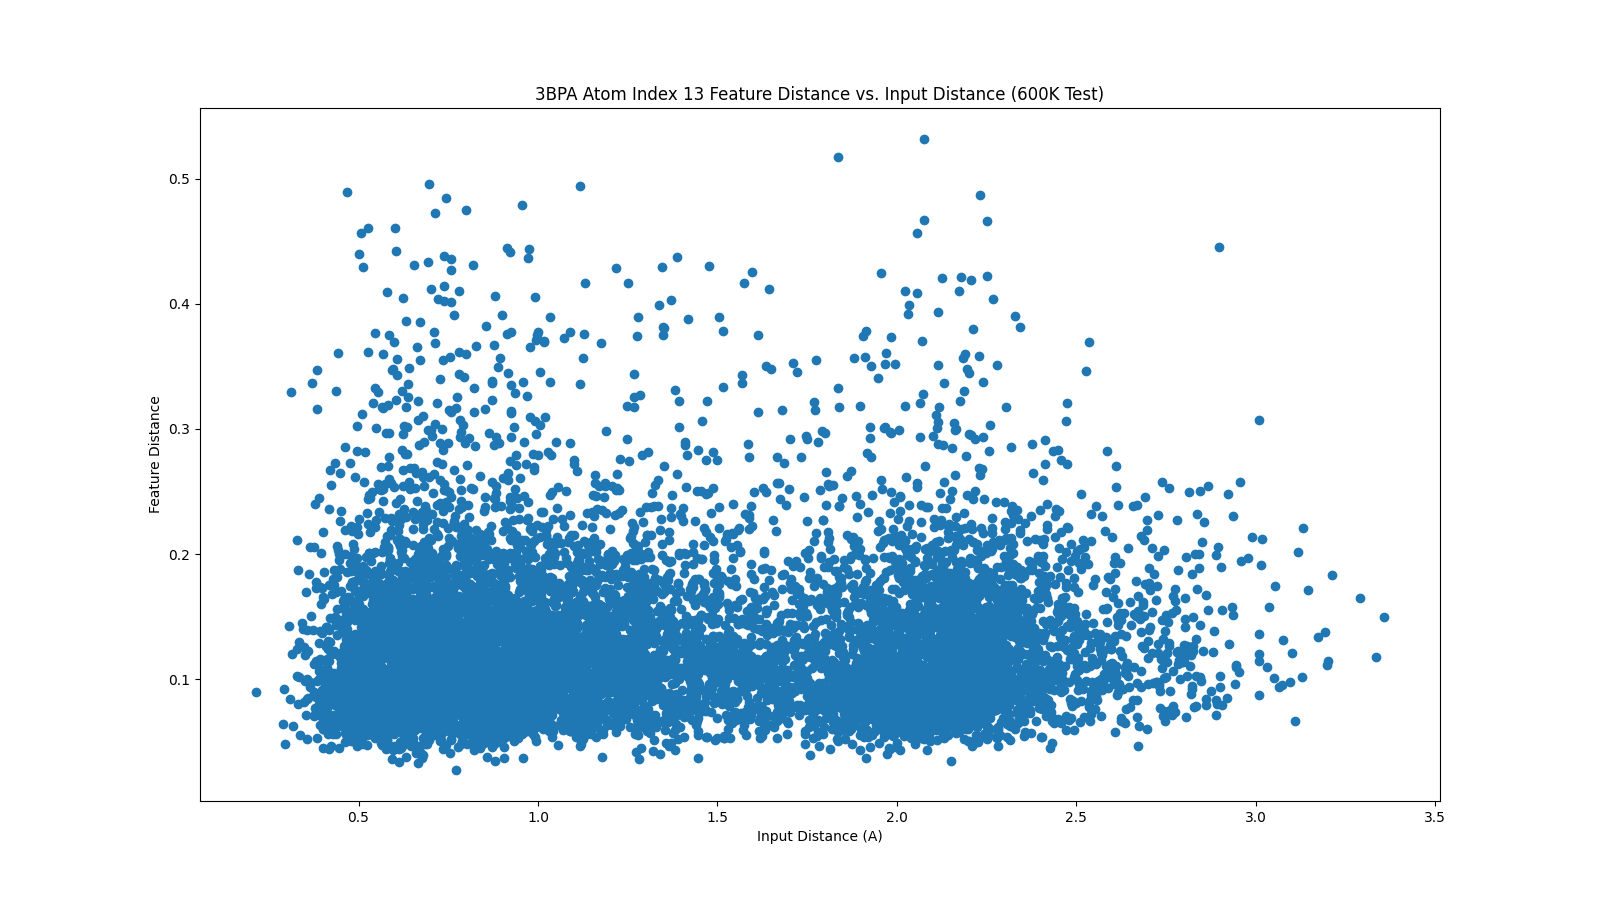 3BPA Atom Index 13 Feature Distance vs. Input Distance (600K Test)
Feature Distance
0.5
0.4
0.3
0.2
0.1
0.5 1.0 1.5 2.0 2.5 3.0 3.5
Input Distance (A)